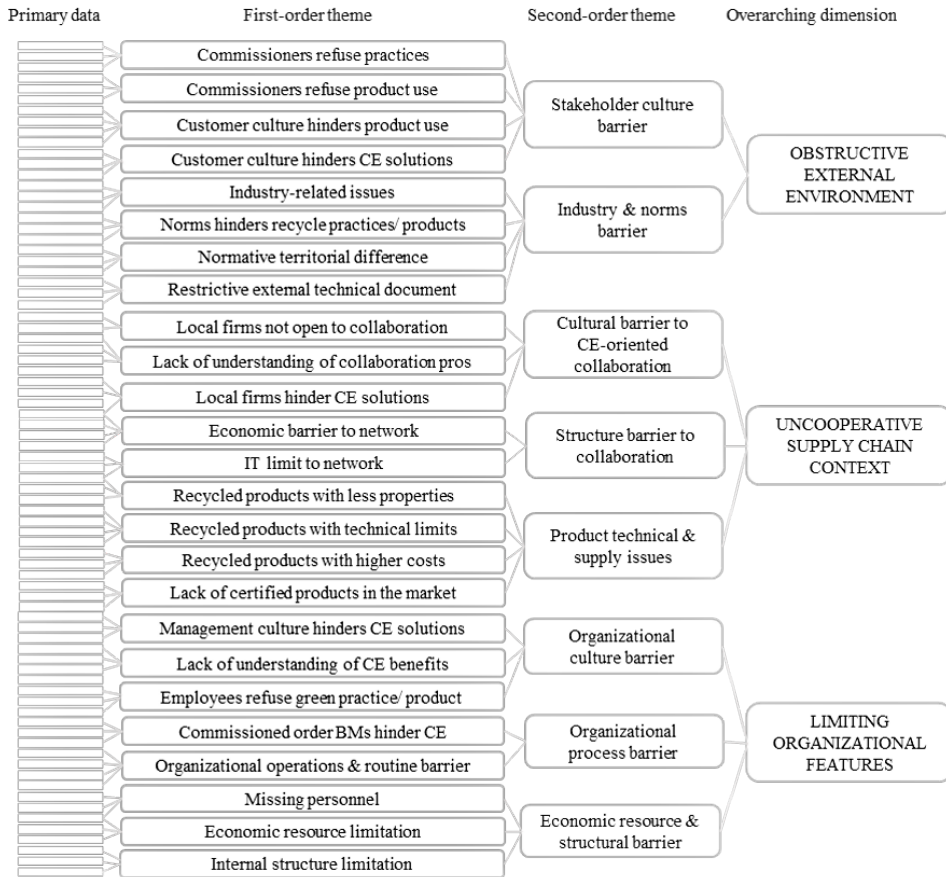 Primary data
First-order theme
Second-order theme
Overarching dimension
Commissioners refuse practices
Commissioners refuse product use
Customer culture hinders product use
Customer culture hinders CE solutions
Industry-related issues
Norms hinders recycle practices/ products
Normative territorial difference
Restrictive external technical document
Local firms not open to collaboration
Lack of understanding of collaboration pros
Local firms hinder CE solutions
Economic barrier to network
IT limit to network
Recycled products with less properties
Recycled products with technical limits
Recycled products with higher costs
Lack of certified products in the market
Management culture hinders CE solutions
Lack of understanding of CE benefits
Employees refuse green practice/ product
Commissioned order BMs hinder CE
Organizational operations & routine barrier
Missing personnel
Economic resource limitation
Internal structure limitation
Stakeholder culture
barrier
Industry & norms
barrier
Cultural barrier to
CE-oriented
collaboration
Structure barrier to
collaboration
Product technical &
supply issues
Organizational
culture barrier
Organizational
process barrier
Economic resource &
structural barrier
OBSTRUCTIVE
EXTERNAL
ENVIRONMENT
UNCOOPERATIVE
SUPPLY CHAIN
CONTEXT
LIMITING
ORGANIZATIONAL
FEATURES